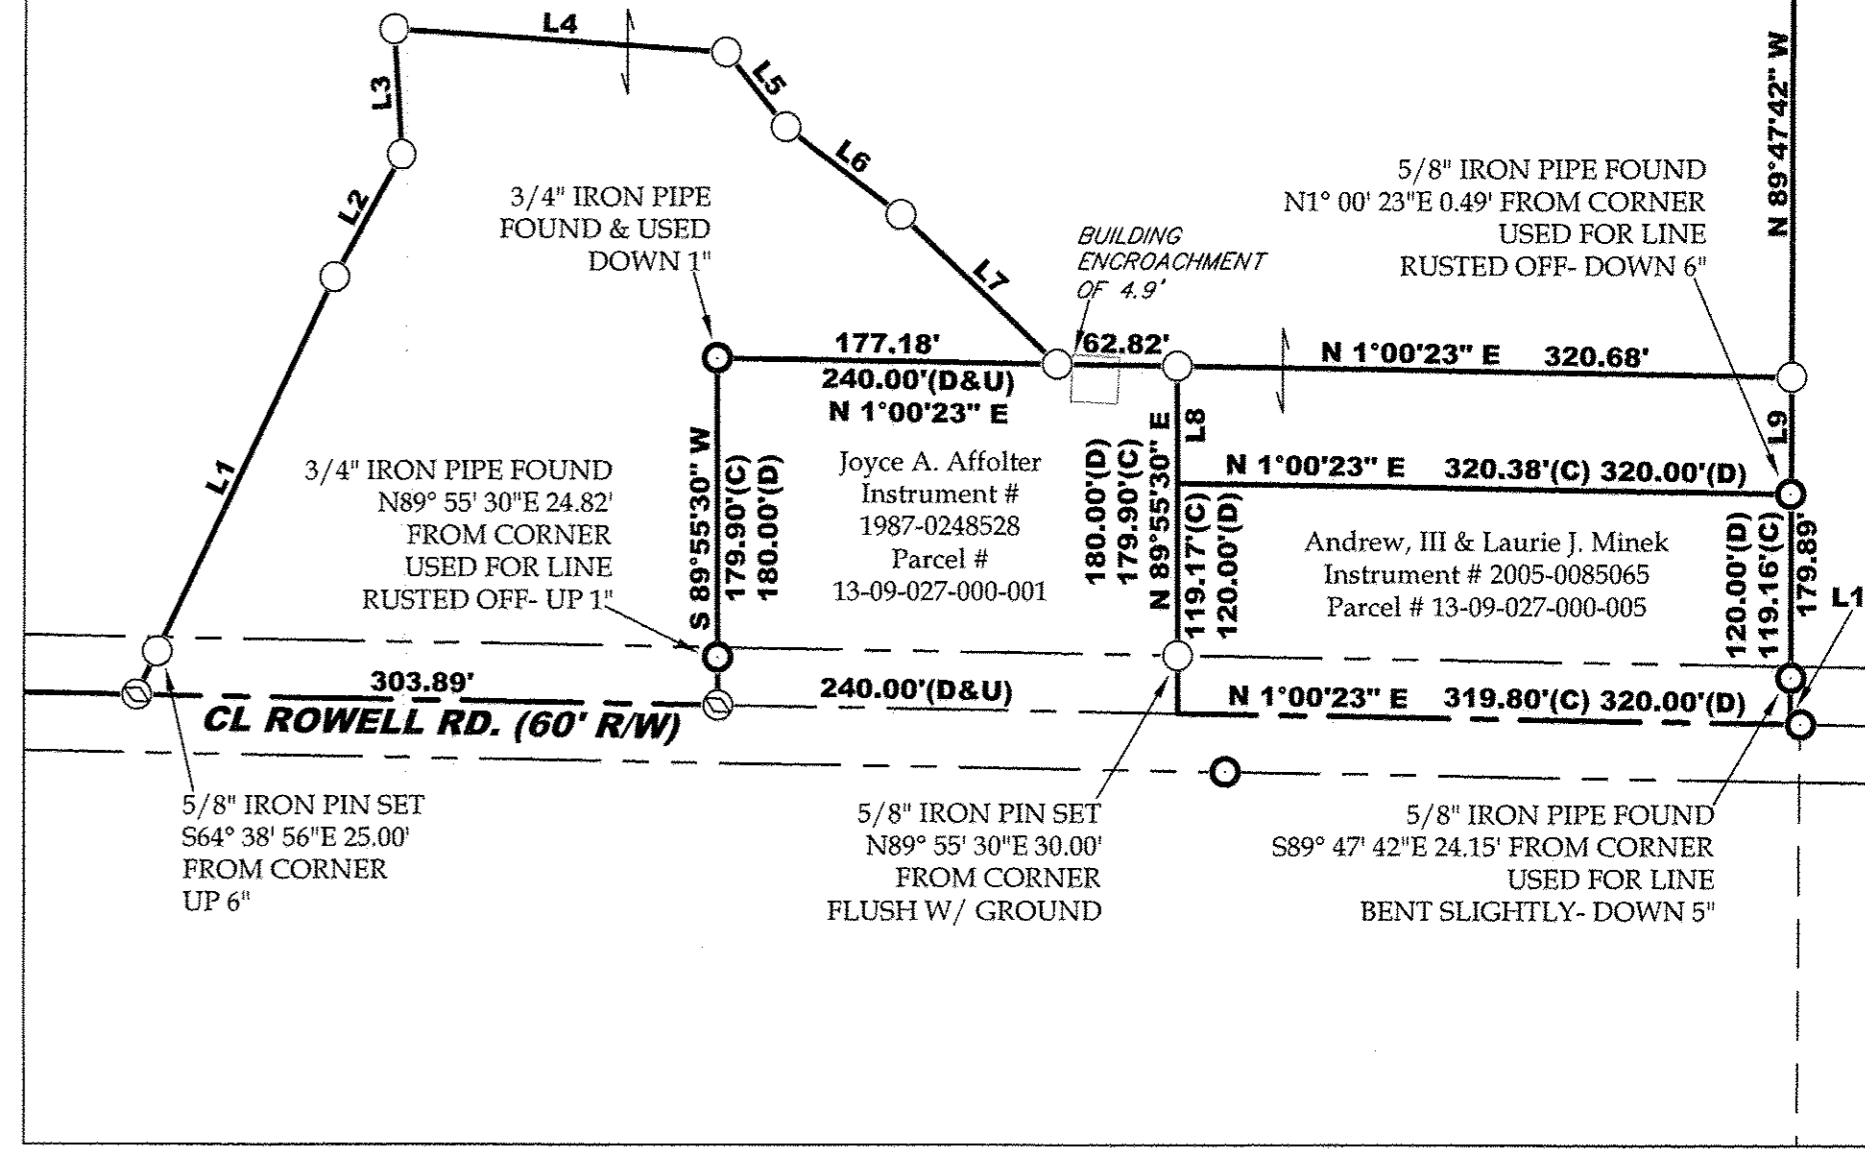 L4
L3
L5
L2
L6
L7
L1
N 89°47'42" W
3/4" IRON PIPE
FOUND & USED
DOWN 1"
BUILDING
ENCROACHMENT
OF 4.9'
5/8" IRON PIPE FOUND
N1° 00' 23"E 0.49' FROM CORNER
USED FOR LINE
RUSTED OFF- DOWN 6"
177.18'
62.82'
N 1°00'23" E 320.68'
240.00'(D&U)
N 1°00'23" E
L8
L9
3/4" IRON PIPE FOUND
N89° 55' 30"E 24.82'
FROM CORNER
USED FOR LINE
RUSTED OFF- UP 1"
S 89°55'30" W
179.90'(C)
180.00'(D)
Joyce A. Affolter
Instrument #
1987-0248528
Parcel #
13-09-027-000-001
180.00'(D)
179.90'(C)
N 89°55'30" E
119.17'(C)
120.00'(D)
N 1°00'23" E 320.38'(C) 320.00'(D)
Andrew, III & Laurie J. Minek
Instrument # 2005-0085065
Parcel # 13-09-027-000-005
120.00'(D)
119.16'(C)
179.89'
L1
303.89'
240.00'(D&U)
N 1°00'23" E 319.80'(C) 320.00'(D)
CL ROWELL RD. (60' R/W)
5/8" IRON PIN SET
S64° 38' 56"E 25.00'
FROM CORNER
UP 6"
5/8" IRON PIN SET
N89° 55' 30"E 30.00'
FROM CORNER
FLUSH W/ GROUND
5/8" IRON PIPE FOUND
S89° 47' 42"E 24.15' FROM CORNER
USED FOR LINE
BENT SLIGHTLY- DOWN 5"